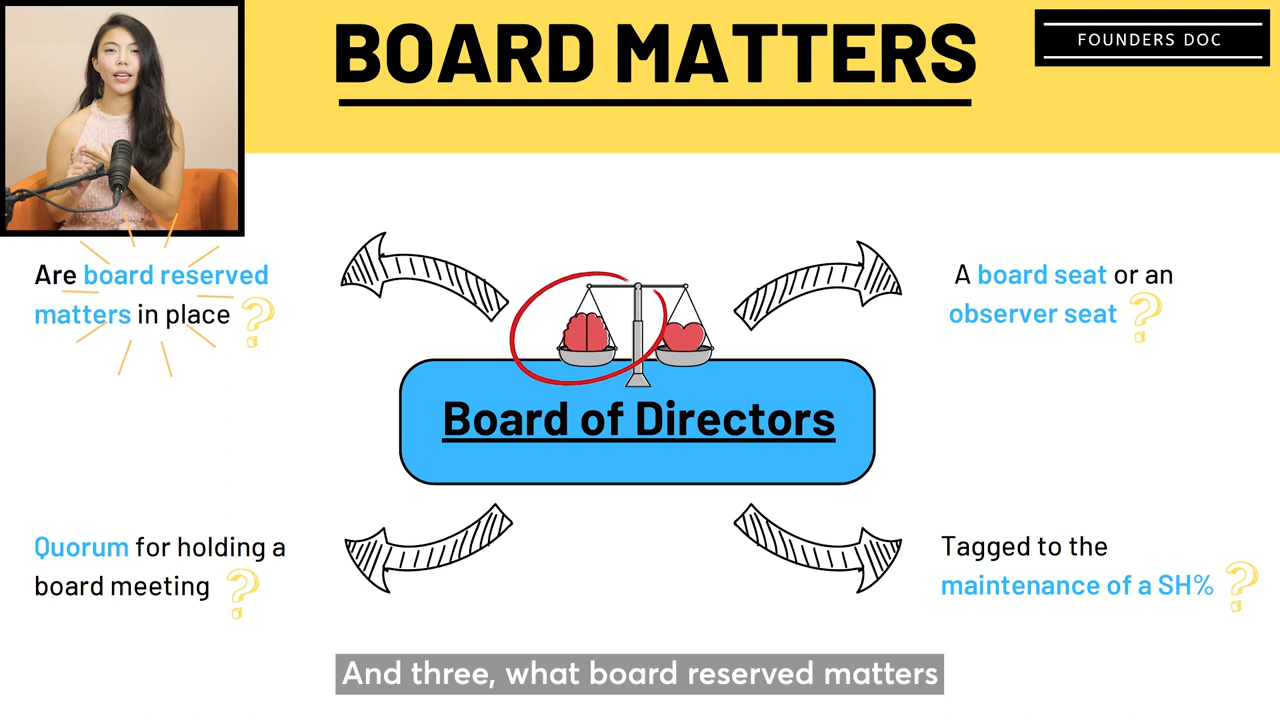 BOARD MATTERS
FOUNDERS DOC
Are board reserved
matters in place ?
A board seat or an
observer seat ?
Board of Directors
Quorum for holding a
board meeting ?
Tagged to the
maintenance of a SH% ?
And three, what board reserved matters